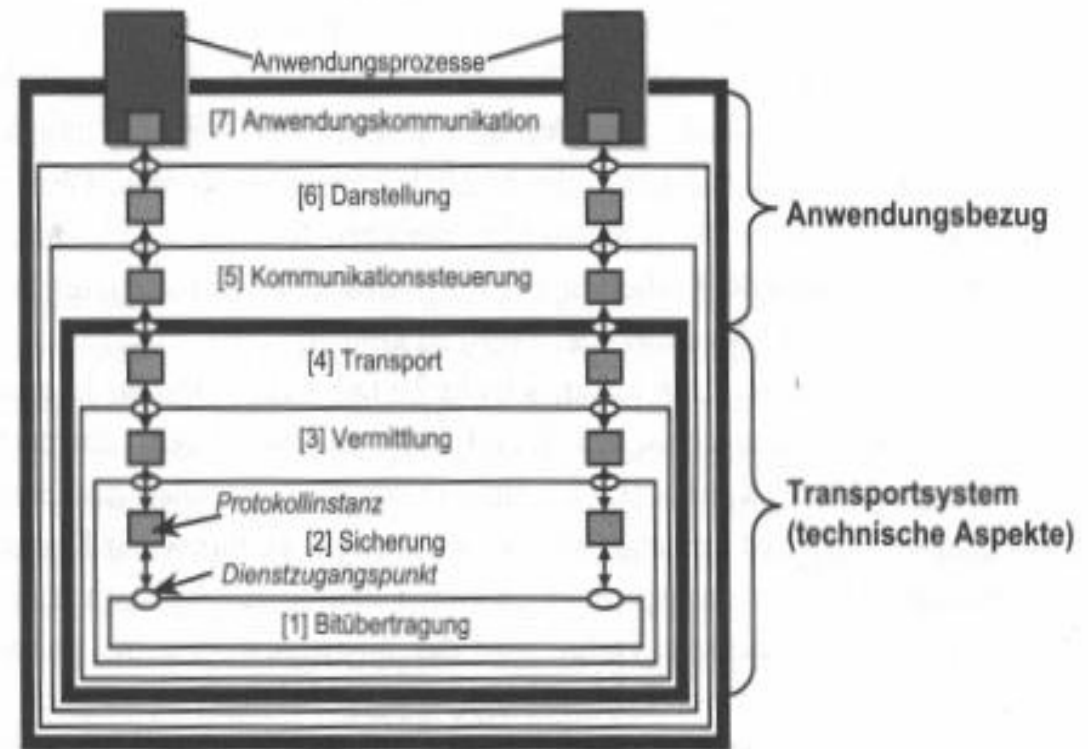 Anwendungsprozesse
[7] Anwendungskommunikation
[6] Darstellung
Anwendungsbezug
[5] Kommunikationssteuerung
[4] Transport
[3] Vermittlung
Protokollinstanz
Transportsystem
(technische Aspekte)
[2] Sicherung
Dienstzugangspunkt
[1] Bitübertragung